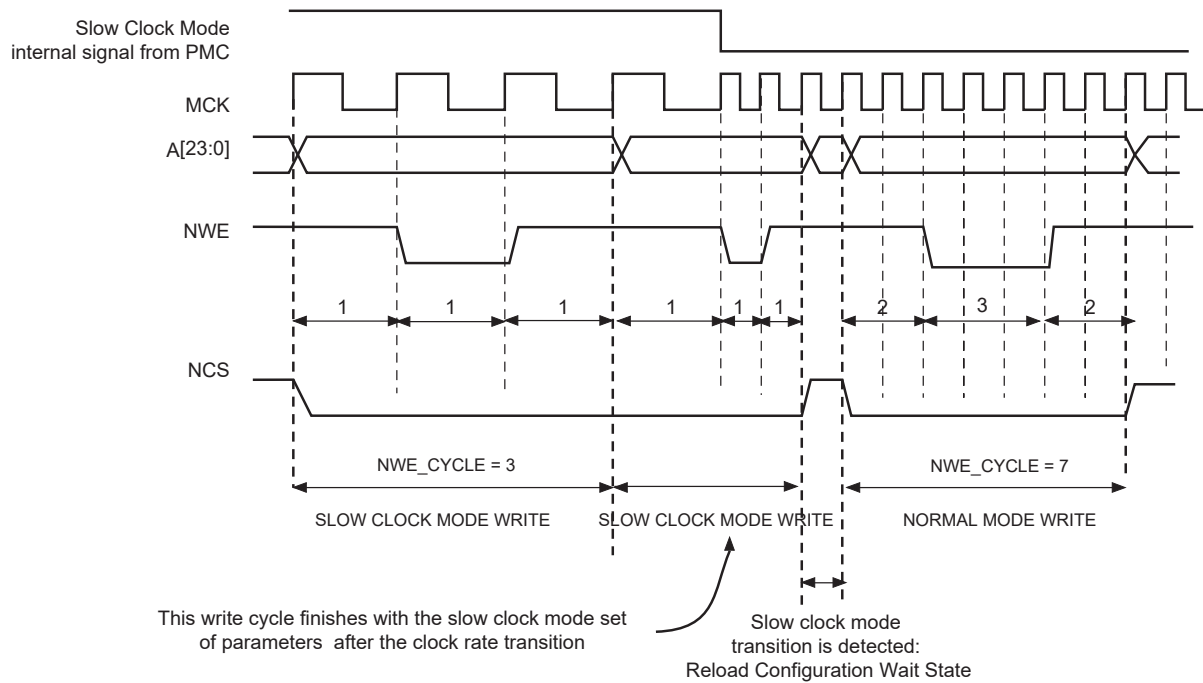 Slow Clock Mode
internal signal from PMC
MCK
A[23:0]
NWE
1 1 1 1 1 1 2 3 2
NCS
NWE_CYCLE = 3 NWE_CYCLE = 7
SLOW CLOCK MODE WRITE SLOW CLOCK MODE WRITE NORMAL MODE WRITE
This write cycle finishes with the slow clock mode set
of parameters after the clock rate transition
Slow clock mode
transition is detected:
Reload Configuration Wait State